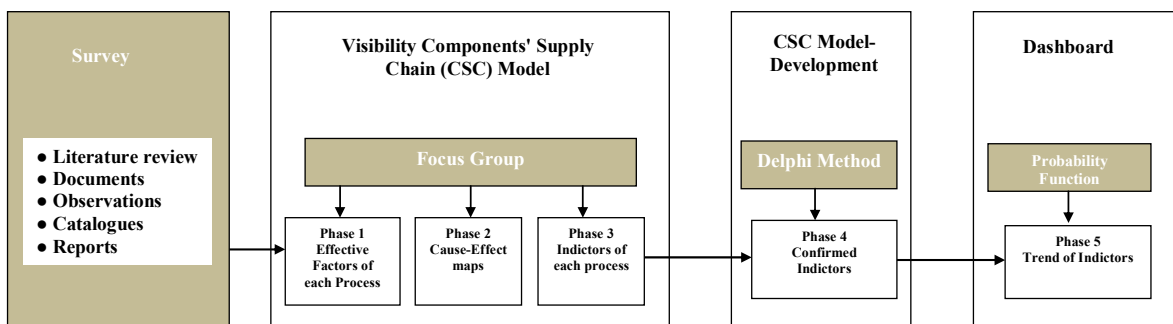 Survey
● Literature review
● Documents
● Observations
● Catalogues
● Reports
Visibility Components' Supply
Chain (CSC) Model
Focus Group
Phase 1
Effective
Factors of
each Process
Phase 2
Cause-Effect
maps
Phase 3
Indictors of
each process
CSC Model-
Development
Delphi Method
Phase 4
Confirmed
Indictors
Dashboard
Probability
Function
Phase 5
Trend of Indictors